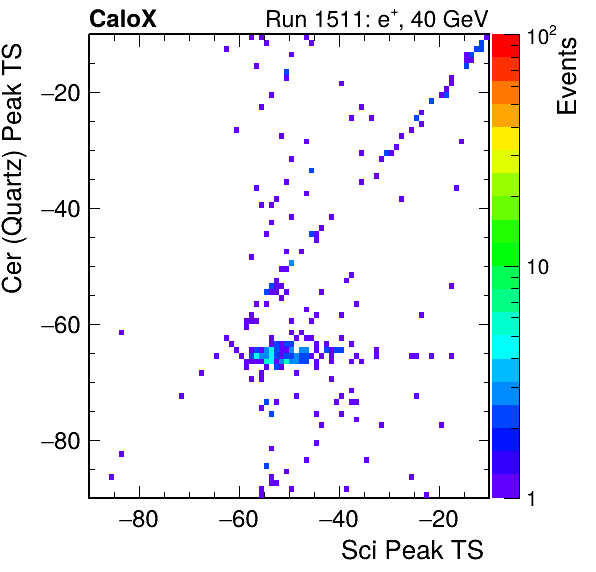 CaloX Run 1511: e⁺, 40 GeV
Cer (Quartz) Peak TS
−20
−40
−60
−80
−80 −60 −40 −20
Sci Peak TS
10²
10
1
Events